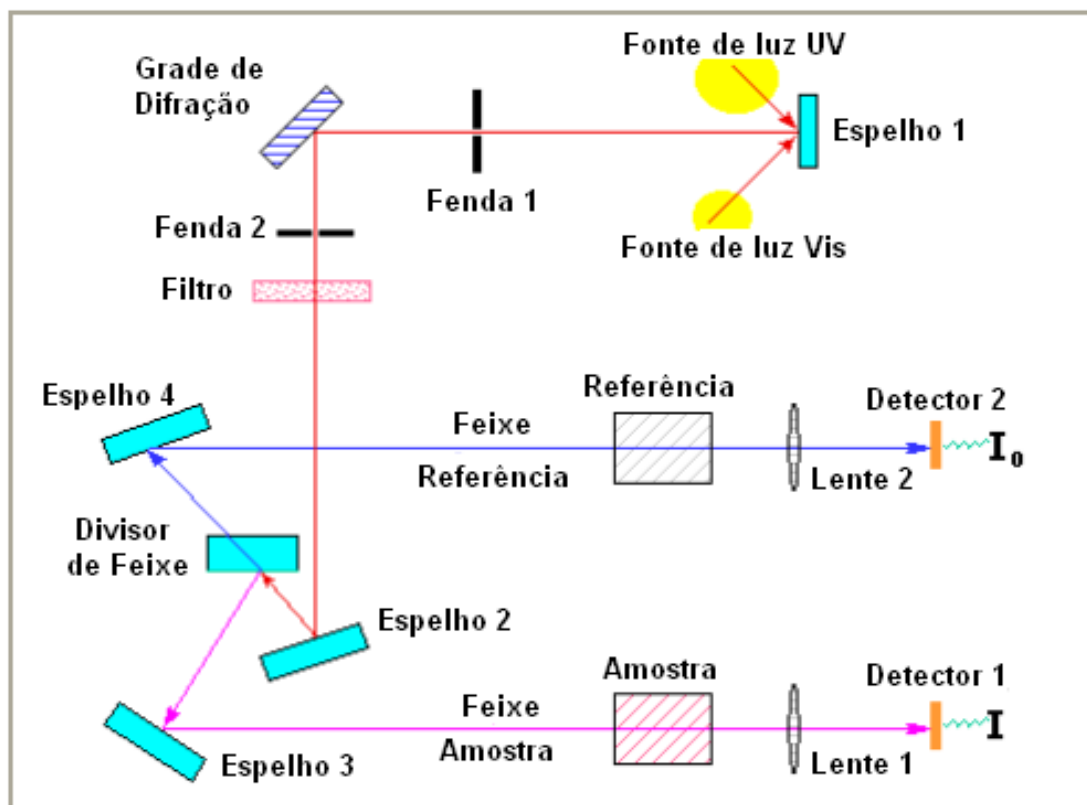 Fonte de luz UV
Grade de
Difração
Espelho 1
Fenda 1
Fenda 2
Fonte de luz Vis
Filtro
Espelho 4
Referência
Detector 2
Feixe
Referência
I0
Lente 2
Divisor
de Feixe
Espelho 2
Amostra
Detector 1
Feixe
Amostra
I
Espelho 3
Lente 1